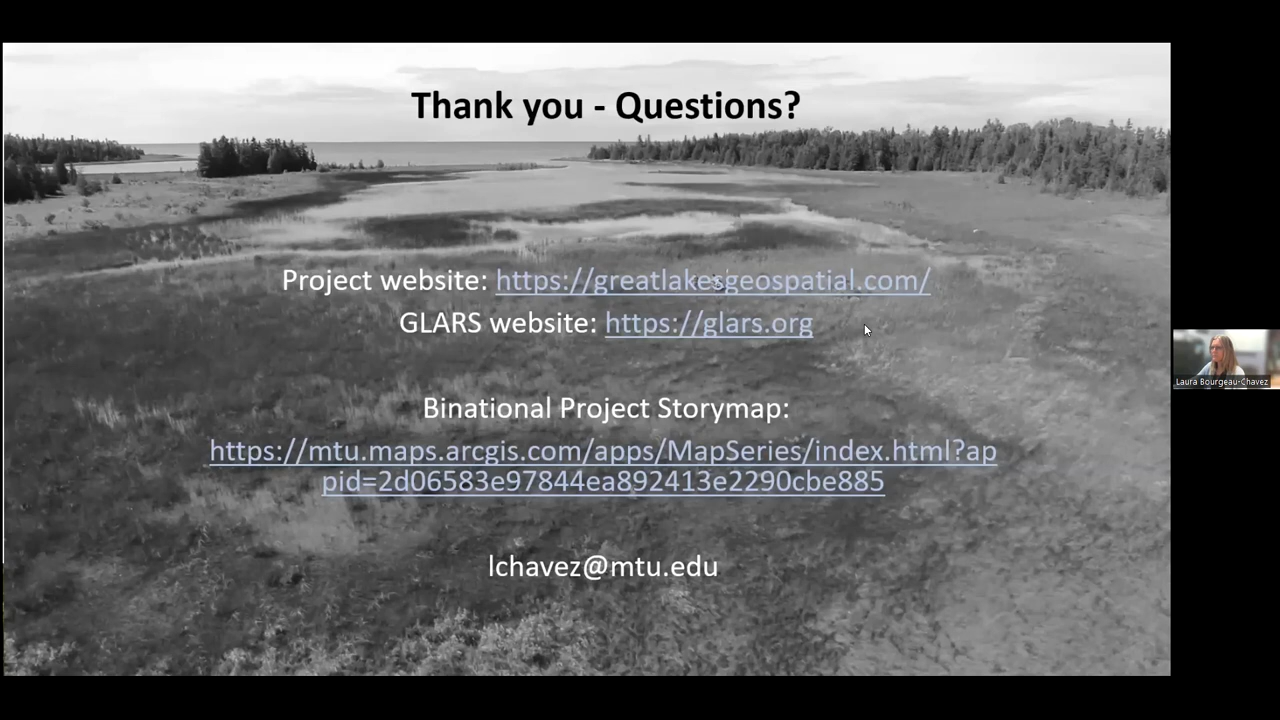 Thank you - Questions?
Project website: https://greatlakesgeospatial.com/
GLARS website: https://glars.org
Binational Project Storymap:
https://mtu.maps.arcgis.com/apps/MapSeries/index.html?ap
pid=2d06583e97844ea892413e2290cbe885
lchavez@mtu.edu
Laura Bourgeau-Chavez